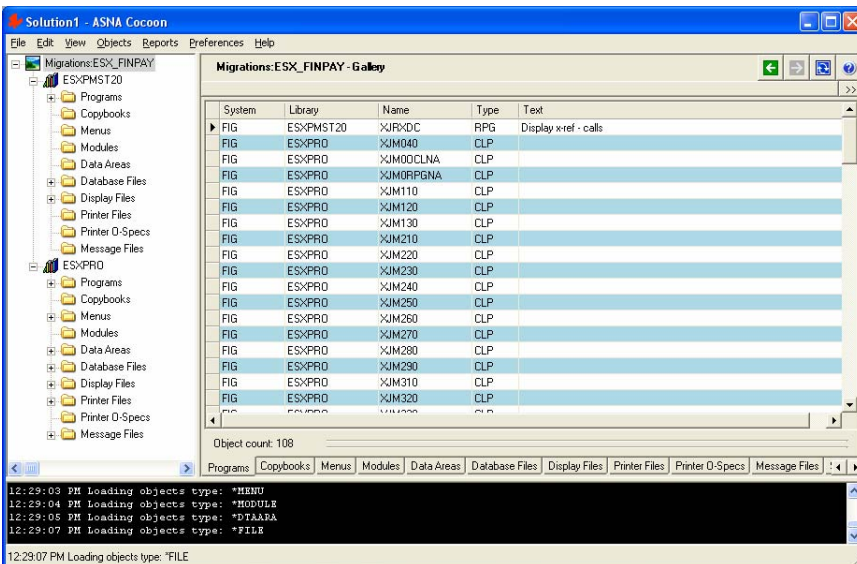 Solution1 - ASNA Cocoon
File Edit View Objects Reports Preferences Help
Migrations:ESX_FINPAY
ESXPMST20
Programs
Copybooks
Menus
Modules
Data Areas
Database Files
Display Files
Printer Files
Printer O-Specs
Message Files
ESXPRO
Programs
Copybooks
Menus
Modules
Data Areas
Database Files
Display Files
Printer Files
Printer O-Specs
Message Files
Migrations:ESX_FINPAY - Gallery
>>
System Library Name Type Text
FIG ESXPMST20 XJRXDC RPG Display x-ref - calls
FIG ESXPRO XJM040 CLP
FIG ESXPRO XJM00CLNA CLP
FIG ESXPRO XJM0RPGNA CLP
FIG ESXPRO XJM110 CLP
FIG ESXPRO XJM120 CLP
FIG ESXPRO XJM130 CLP
FIG ESXPRO XJM210 CLP
FIG ESXPRO XJM220 CLP
FIG ESXPRO XJM230 CLP
FIG ESXPRO XJM240 CLP
FIG ESXPRO XJM250 CLP
FIG ESXPRO XJM260 CLP
FIG ESXPRO XJM270 CLP
FIG ESXPRO XJM280 CLP
FIG ESXPRO XJM290 CLP
FIG ESXPRO XJM310 CLP
FIG ESXPRO XJM320 CLP
Object count: 108
Programs Copybooks Menus Modules Data Areas Database Files Display Files Printer Files Printer O-Specs Message Files
12:29:03 PM Loading objects type: *MENU
12:29:04 PM Loading objects type: *MODULE
12:29:05 PM Loading objects type: *DTAARA
12:29:07 PM Loading objects type: *FILE
12:29:07 PM Loading objects type: *FILE